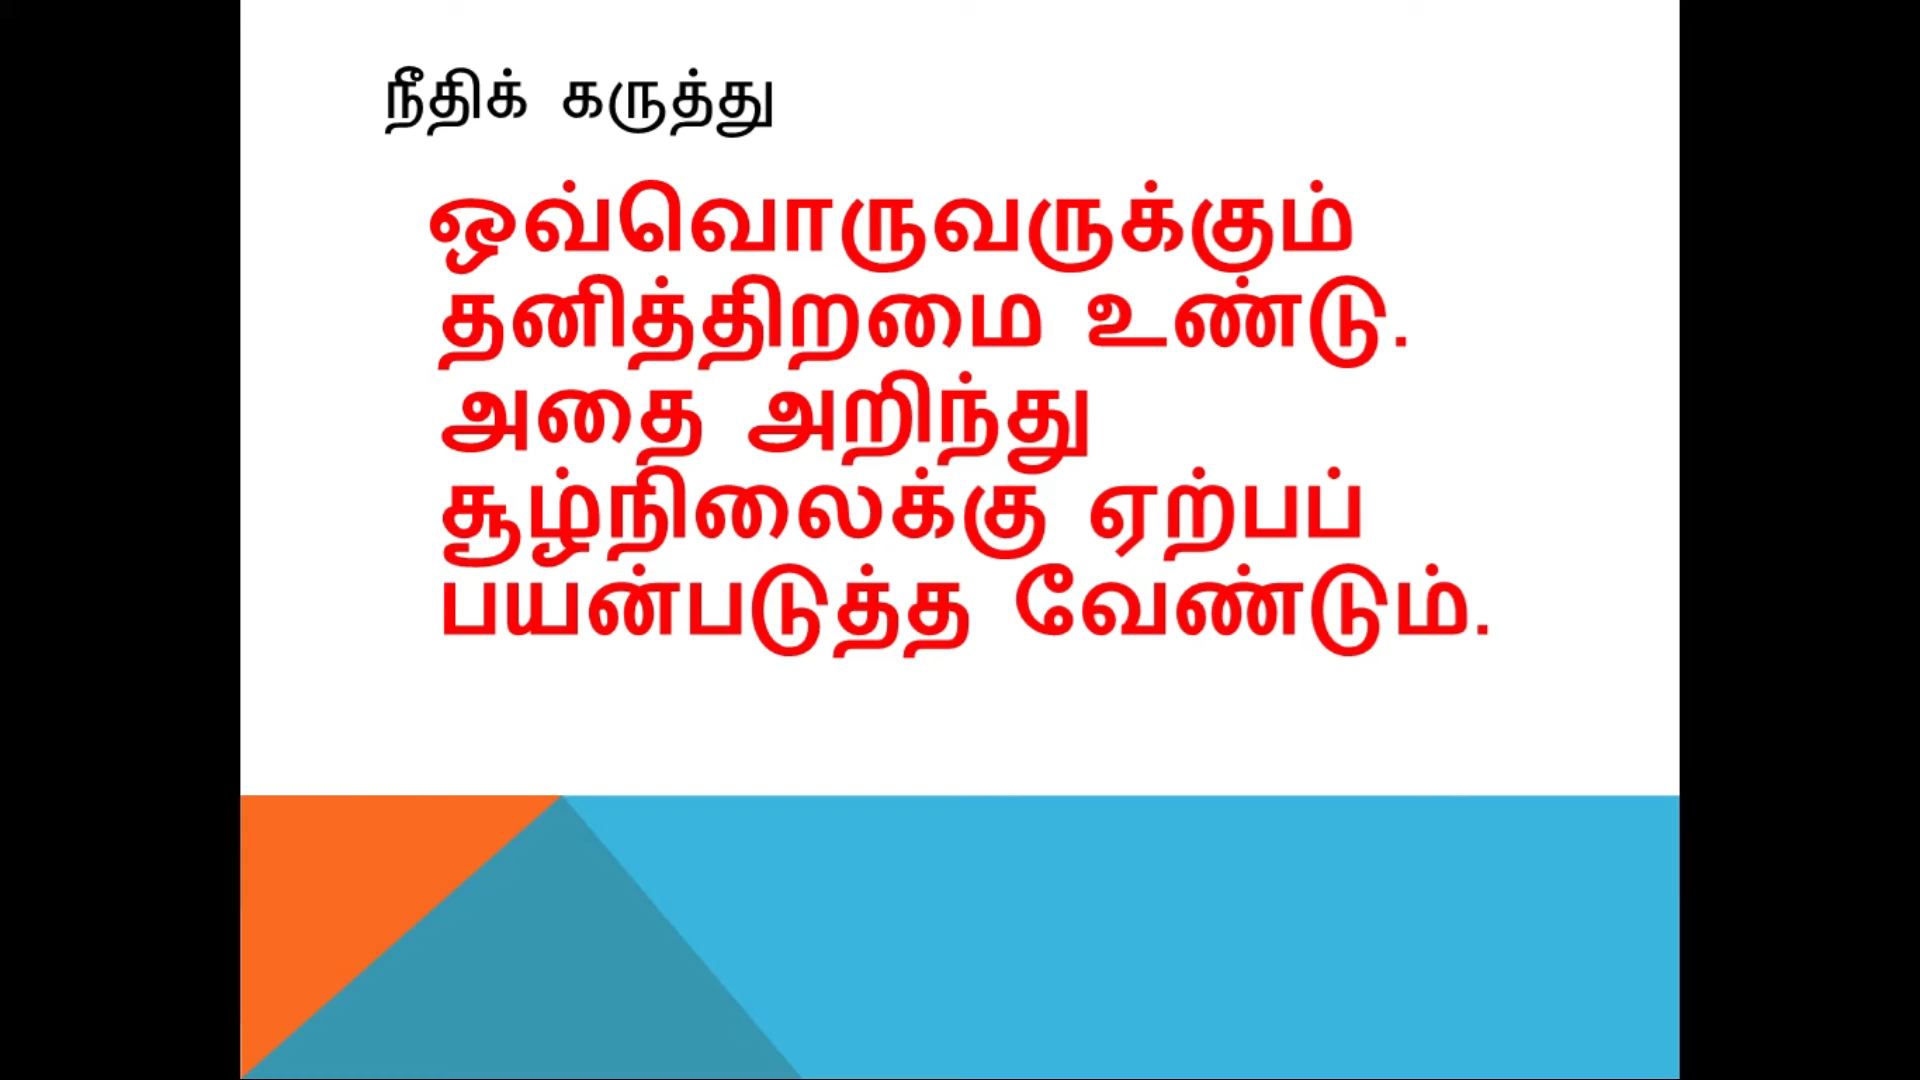 நீதிக் கருத்து
ஒவ்வொருவருக்கும்
தனித்திறமை உண்டு.
அதை அறிந்து
சூழ்நிலைக்கு ஏற்பப்
பயன்படுத்த வேண்டும்.